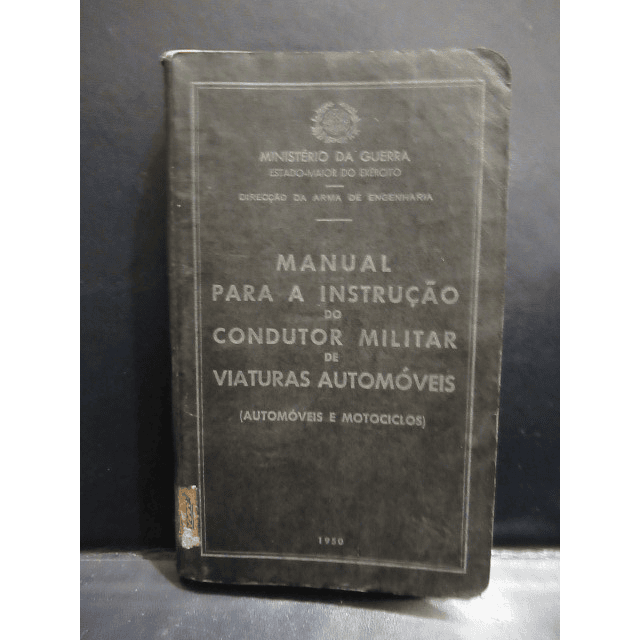 MINISTÉRIO DA GUERRA
ESTADO-MAIOR DO EXÉRCITO
DIRECÇÃO DA ARMA DE ENGENHARIA
MANUAL
PARA A INSTRUÇÃO
DO
CONDUTOR MILITAR
DE
VIATURAS AUTOMÓVEIS
(AUTOMÓVEIS E MOTOCICLOS)
1950